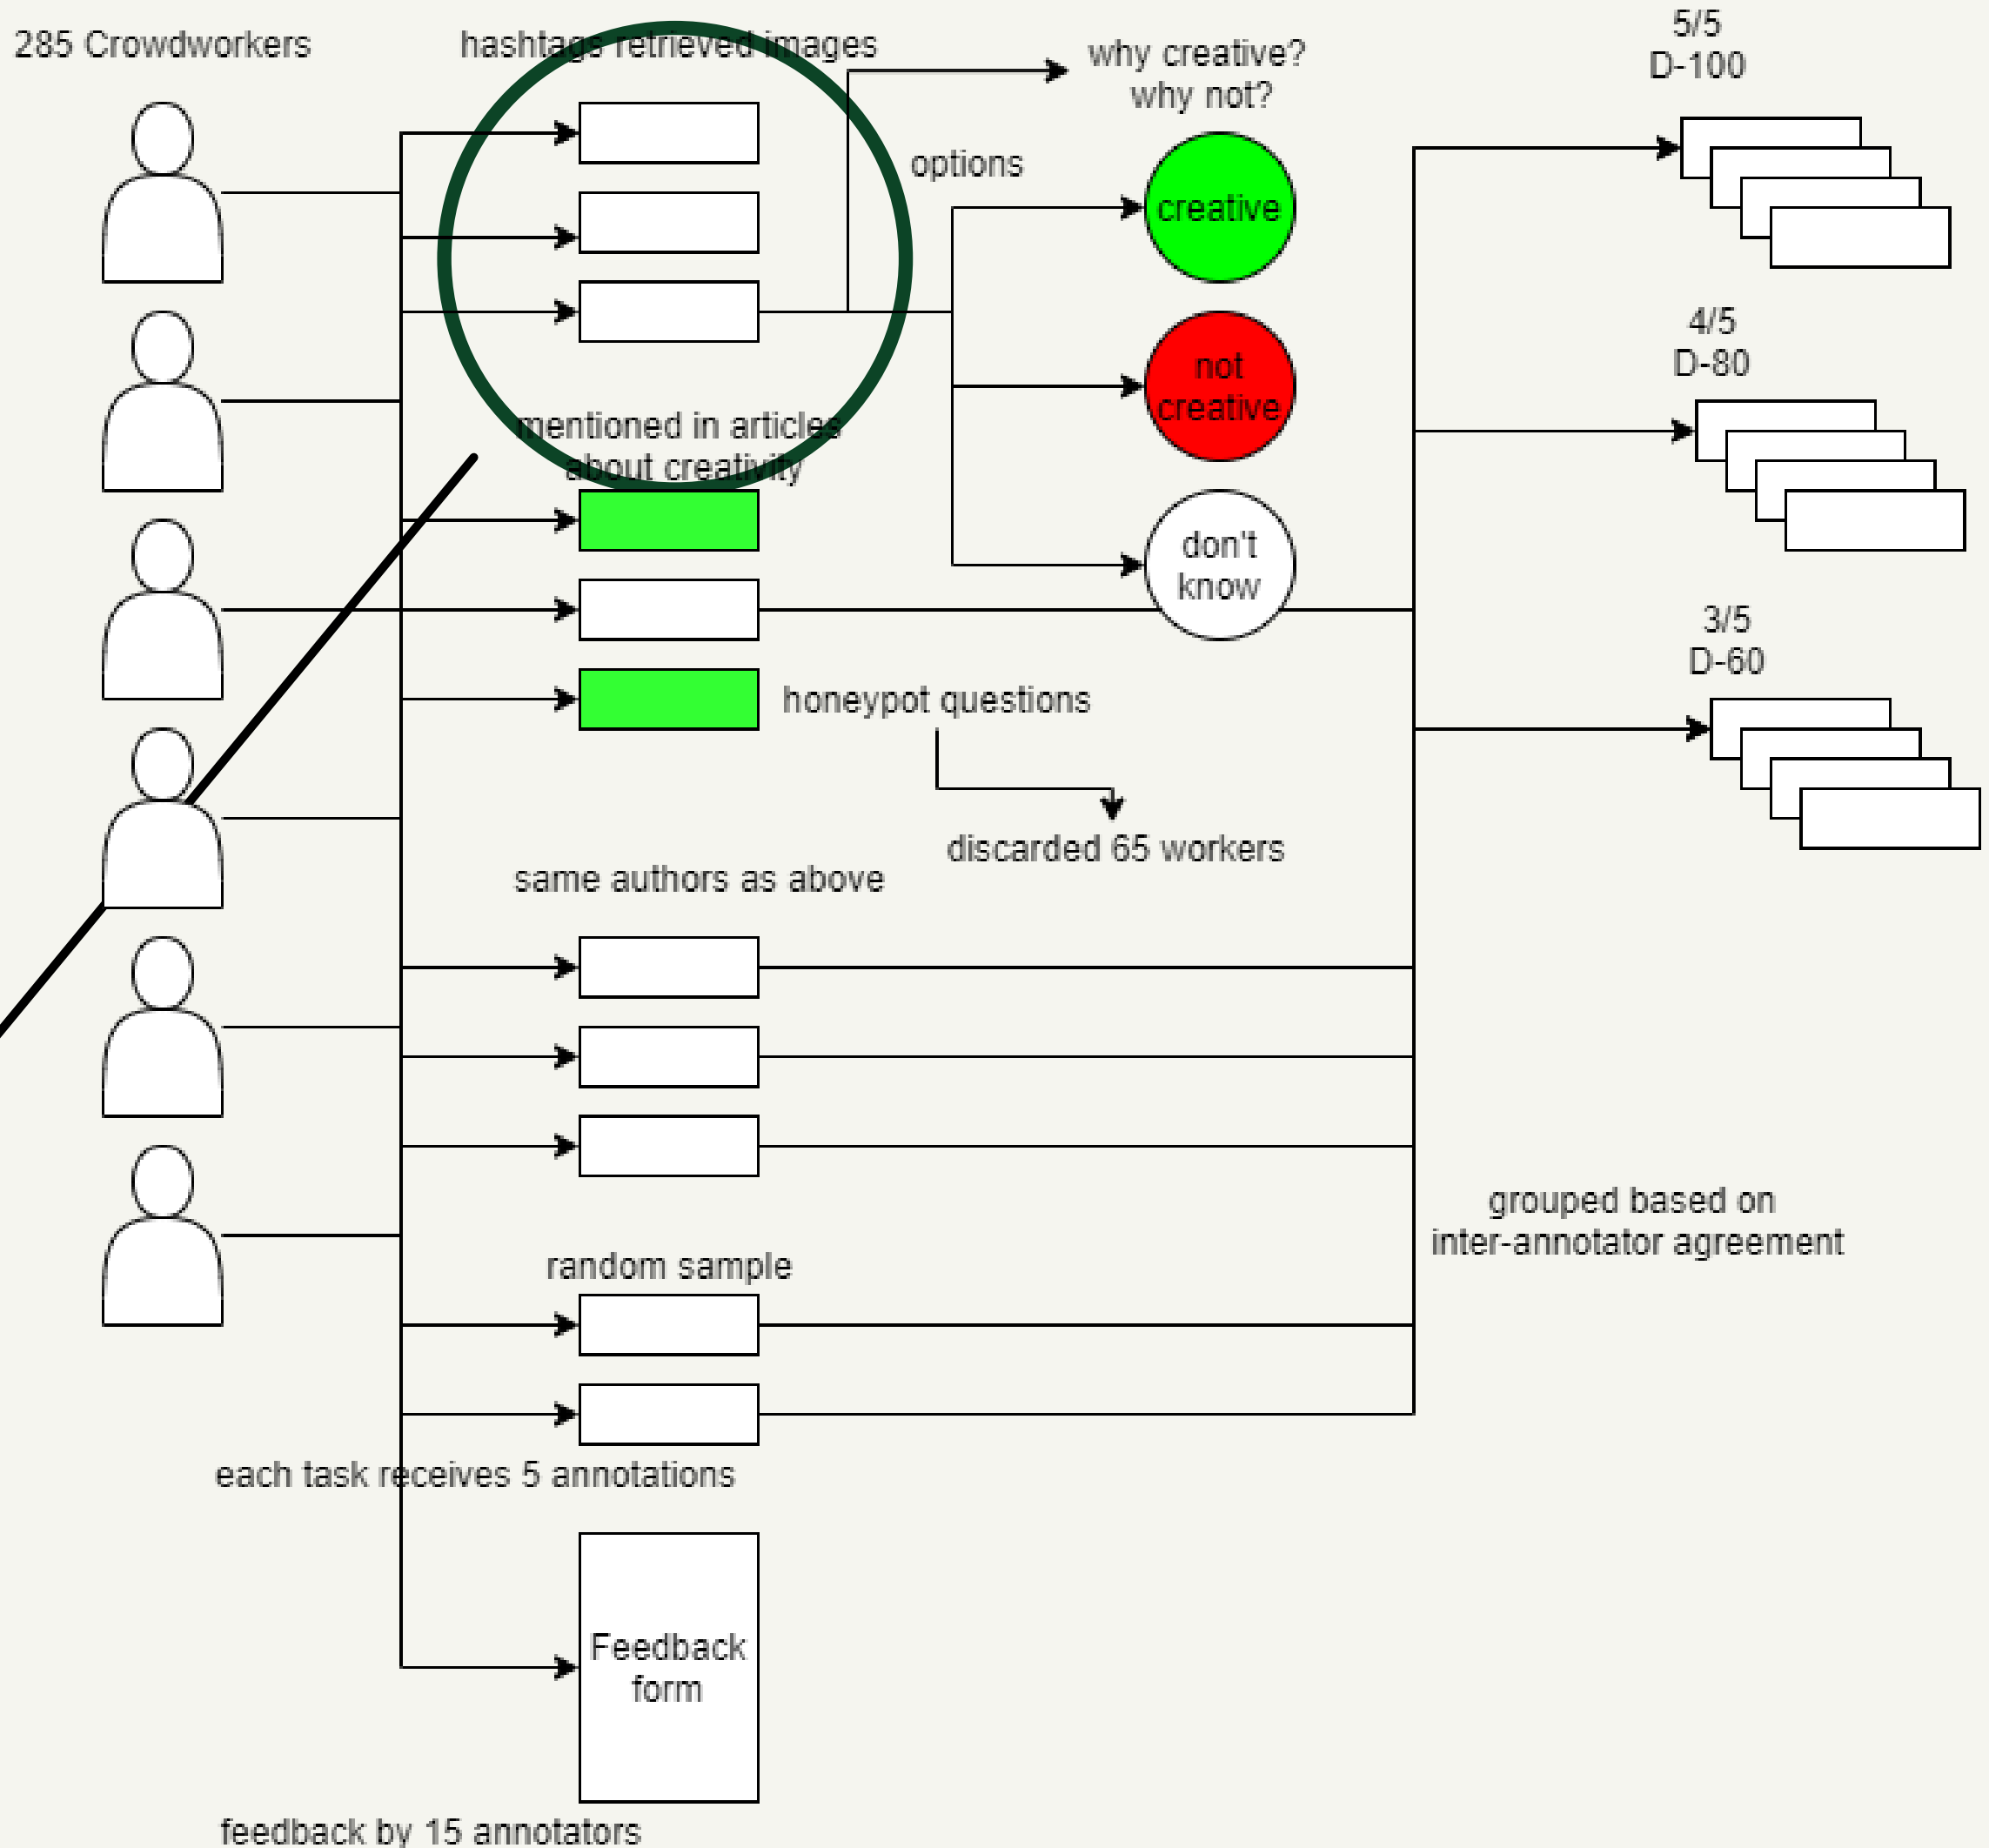 285 Crowdworkers
hashtags retrieved images
why creative?
why not?
options
creative
not
creative
don't
know
mentioned in articles
about creativity
honeypot questions
discarded 65 workers
same authors as above
random sample
each task receives 5 annotations
Feedback
form
feedback by 15 annotators
5/5
D-100
4/5
D-80
3/5
D-60
grouped based on
inter-annotator agreement